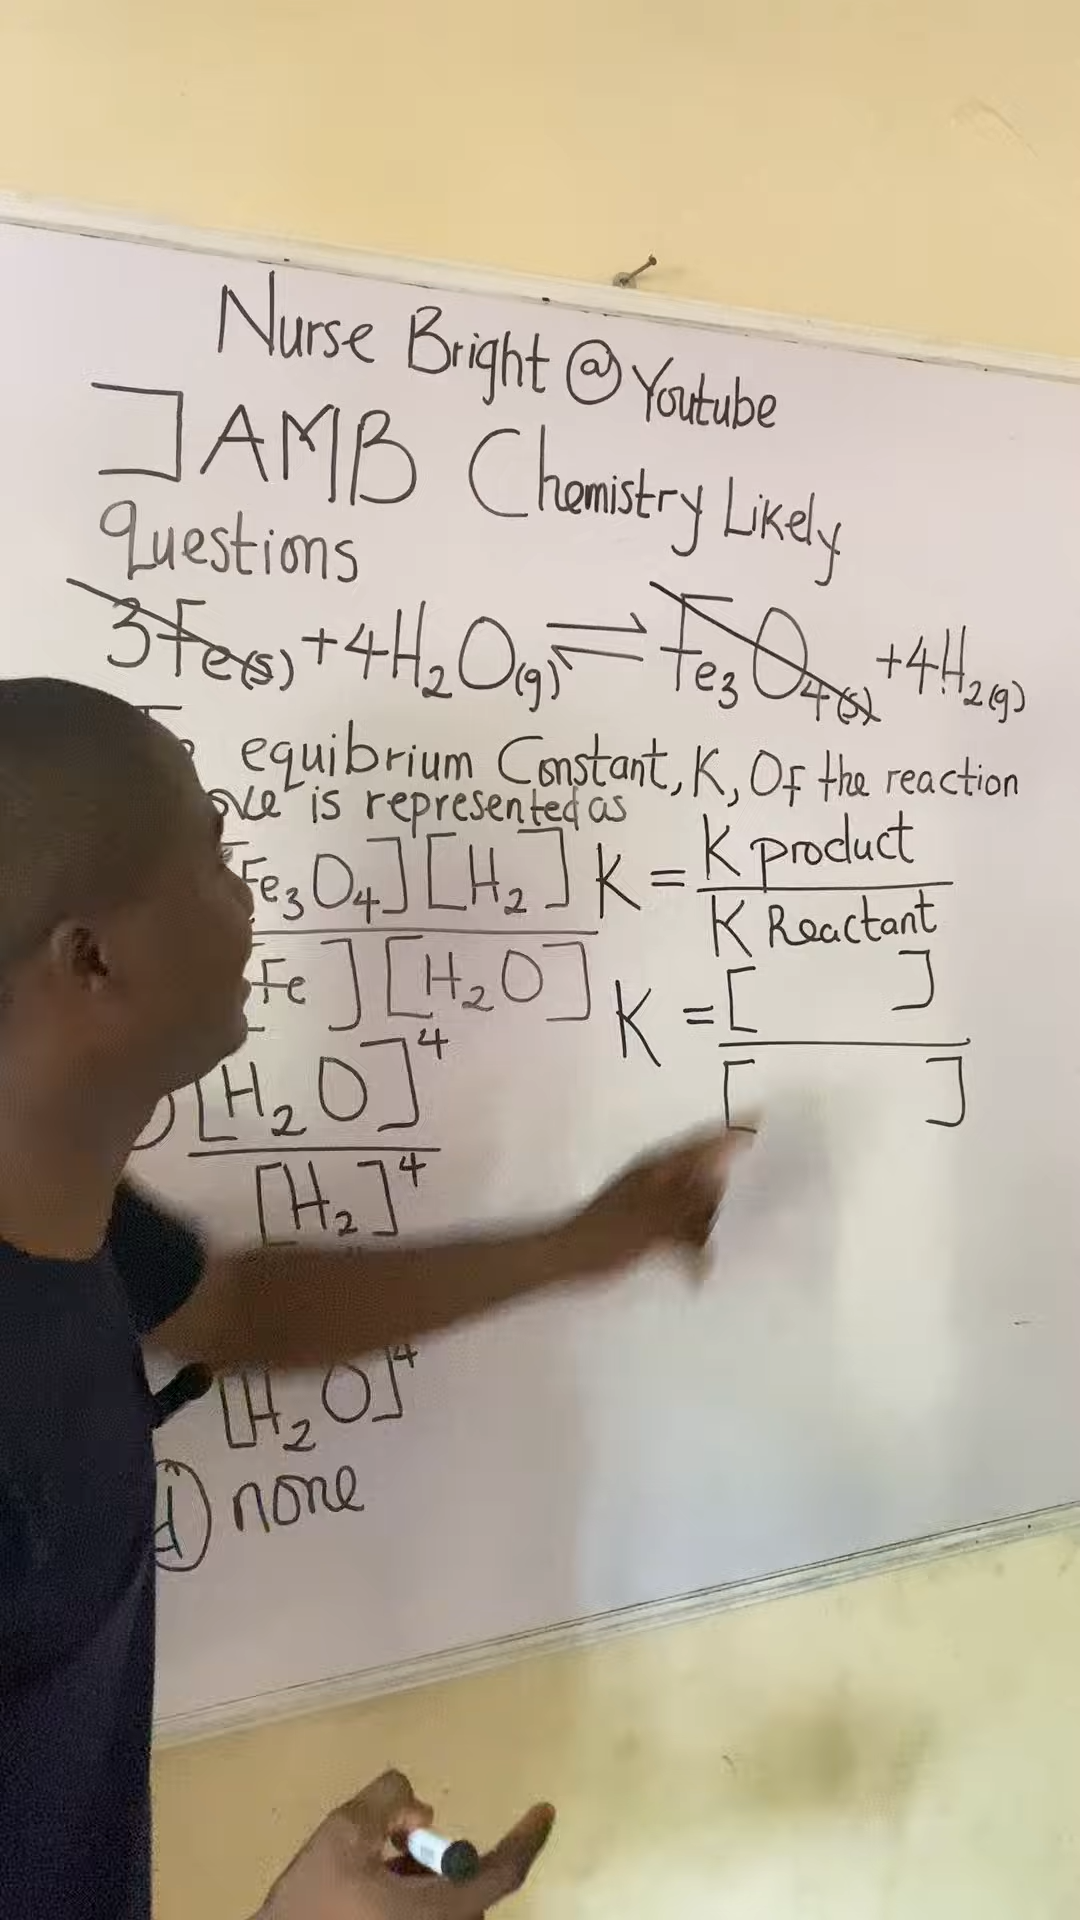 Nurse Bright @ Youtube
JAMB Chemistry Likely
Questions
3Fe(s) + 4H₂O(g) ⇌ Fe₃O₄(s) + 4H₂(g)
equibrium Constant, K, Of the reaction
is represented as
Fe₃O₄] [H₂]
Fe] [H₂O]
K = K product
K Reactant
K = [ ]
[ ]
[H₂O]⁴
[H₂]⁴
[H₂O]⁴
d) none